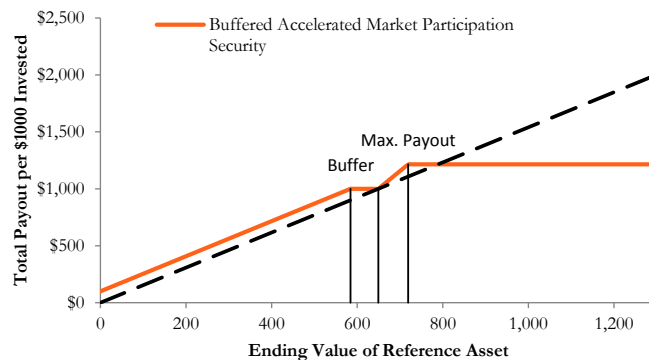 $2,500
Buffered Accelerated Market Participation
Security
$2,000
$1,500
Max. Payout
Buffer
$1,000
$500
$0
Total Payout per $1000 Invested
0 200 400 600 800 1,000 1,200
Ending Value of Reference Asset